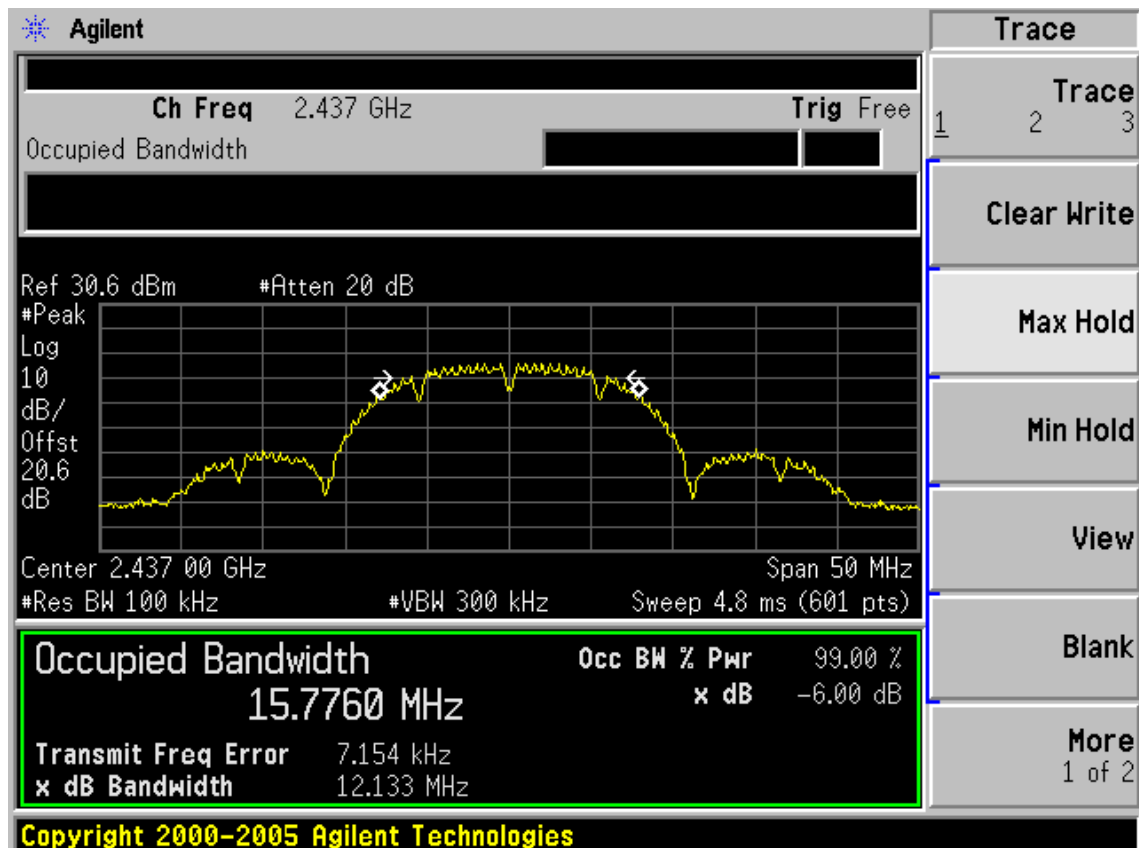 Agilent
Ch Freq 2.437 GHz Trig Free
Occupied Bandwidth
Ref 30.6 dBm #Atten 20 dB
#Peak
Log
10
dB/
Offst
20.6
dB
Center 2.437 00 GHz Span 50 MHz
#Res BW 100 kHz #VBW 300 kHz Sweep 4.8 ms (601 pts)
Occupied Bandwidth Occ BW % Pwr 99.00 %
15.7760 MHz x dB -6.00 dB
Transmit Freq Error 7.154 kHz
x dB Bandwidth 12.133 MHz
Copyright 2000-2005 Agilent Technologies
Trace
Trace
1 2 3
Clear Write
Max Hold
Min Hold
View
Blank
More
1 of 2